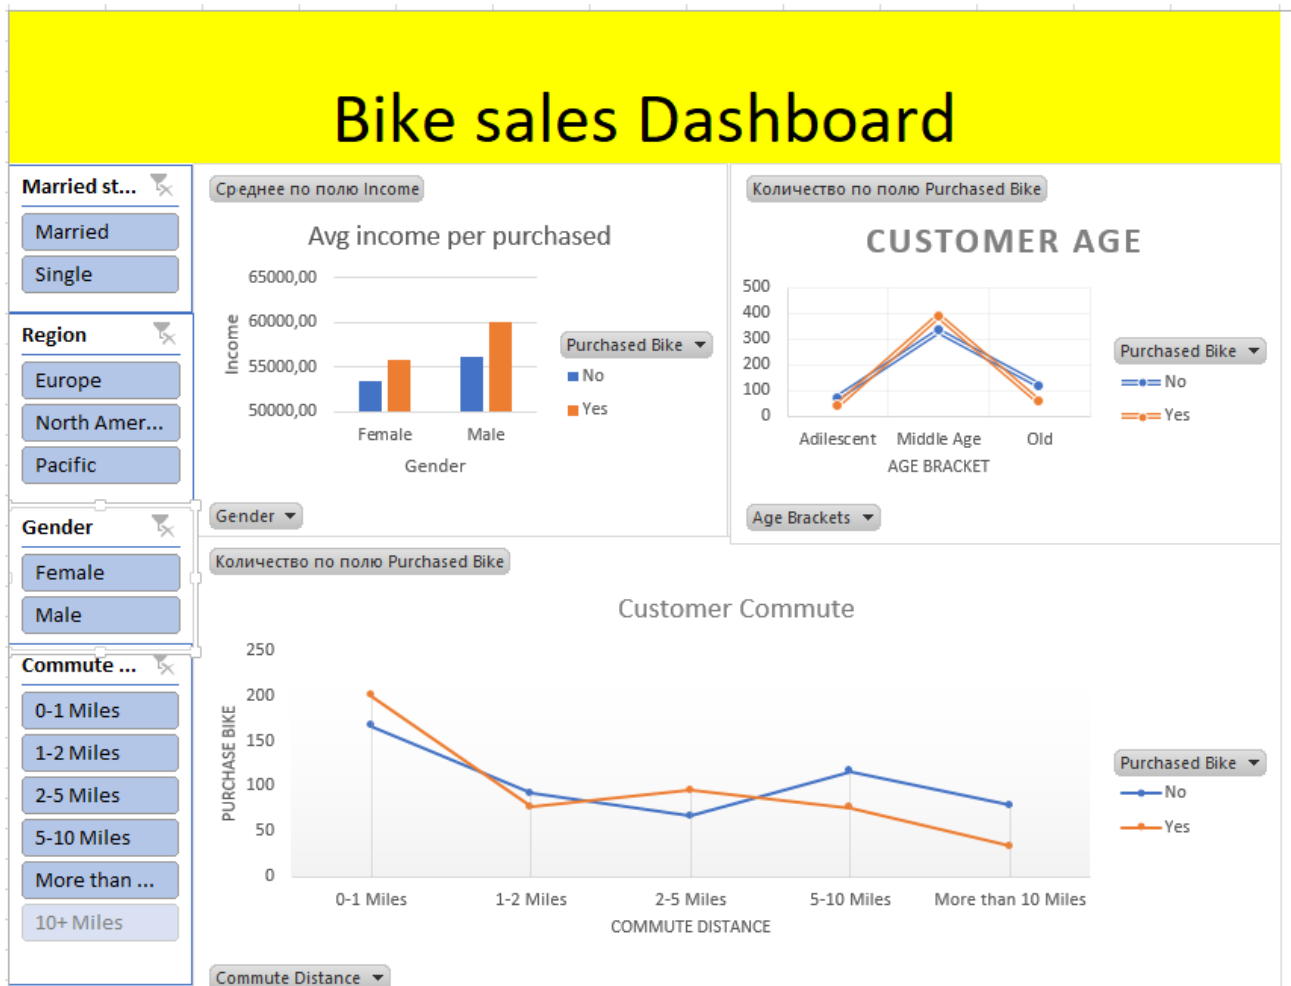 Bike sales Dashboard
Married st...
Married
Single
Region
Europe
North Amer...
Pacific
Gender
Female
Male
Commute ...
0-1 Miles
1-2 Miles
2-5 Miles
5-10 Miles
More than ...
10+ Miles
Среднее по полю Income
Avg income per purchased
65000,00
60000,00
55000,00
50000,00
Income
Female
Male
Gender
Purchased Bike
No
Yes
Gender
Количество по полю Purchased Bike
CUSTOMER AGE
500
400
300
200
100
0
Adilescent
Middle Age
Old
AGE BRACKET
Purchased Bike
No
Yes
Age Brackets
Количество по полю Purchased Bike
Customer Commute
250
200
150
100
50
0
PURCHASE BIKE
0-1 Miles
1-2 Miles
2-5 Miles
5-10 Miles
More than 10 Miles
COMMUTE DISTANCE
Purchased Bike
No
Yes
Commute Distance